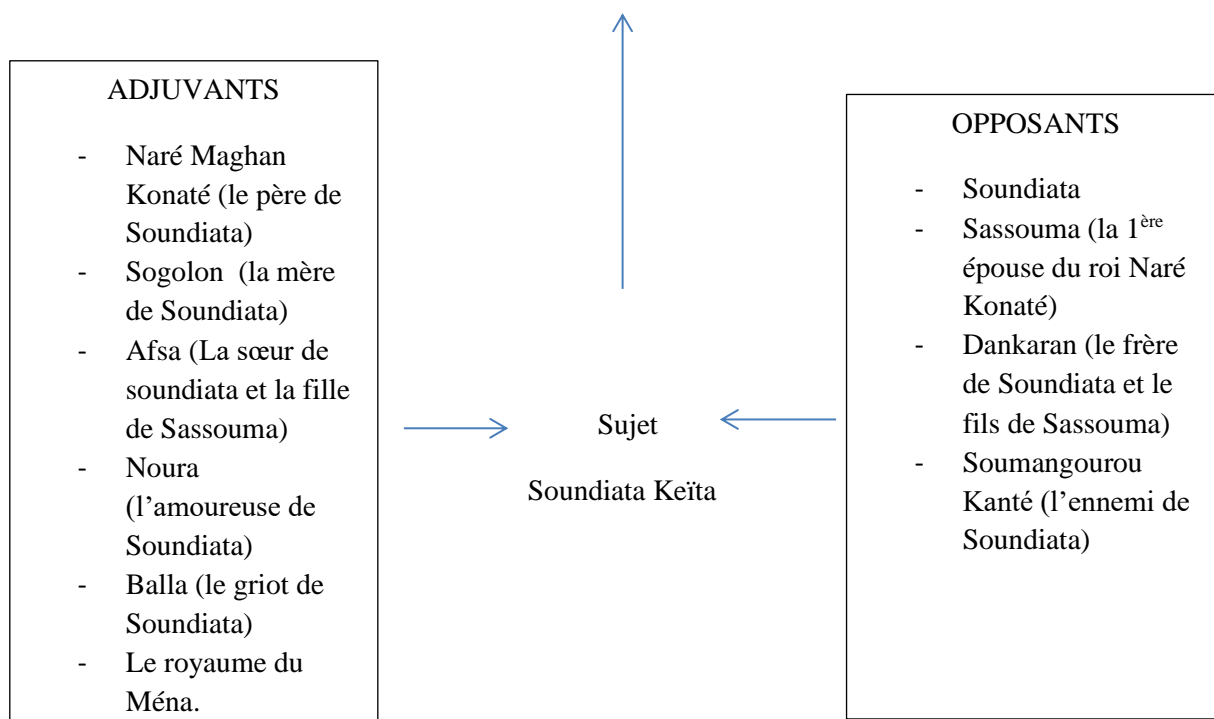 ADJUVANTS
- Naré Maghan
Konaté (le père de
Soundiata)
- Sogolon (la mère
de Soundiata)
- Afsa (La sœur de
soundiata et la fille
de Sassouma)
- Noura
(l’amoureuse de
Soundiata)
- Balla (le griot de
Soundiata)
- Le royaume du
Ména.
Sujet
Soundiata Keïta
OPPOSANTS
- Soundiata
- Sassouma (la 1ère
épouse du roi Naré
Konaté)
- Dankaran (le frère
de Soundiata et le
fils de Sassouma)
- Soumangourou
Kanté (l’ennemi de
Soundiata)